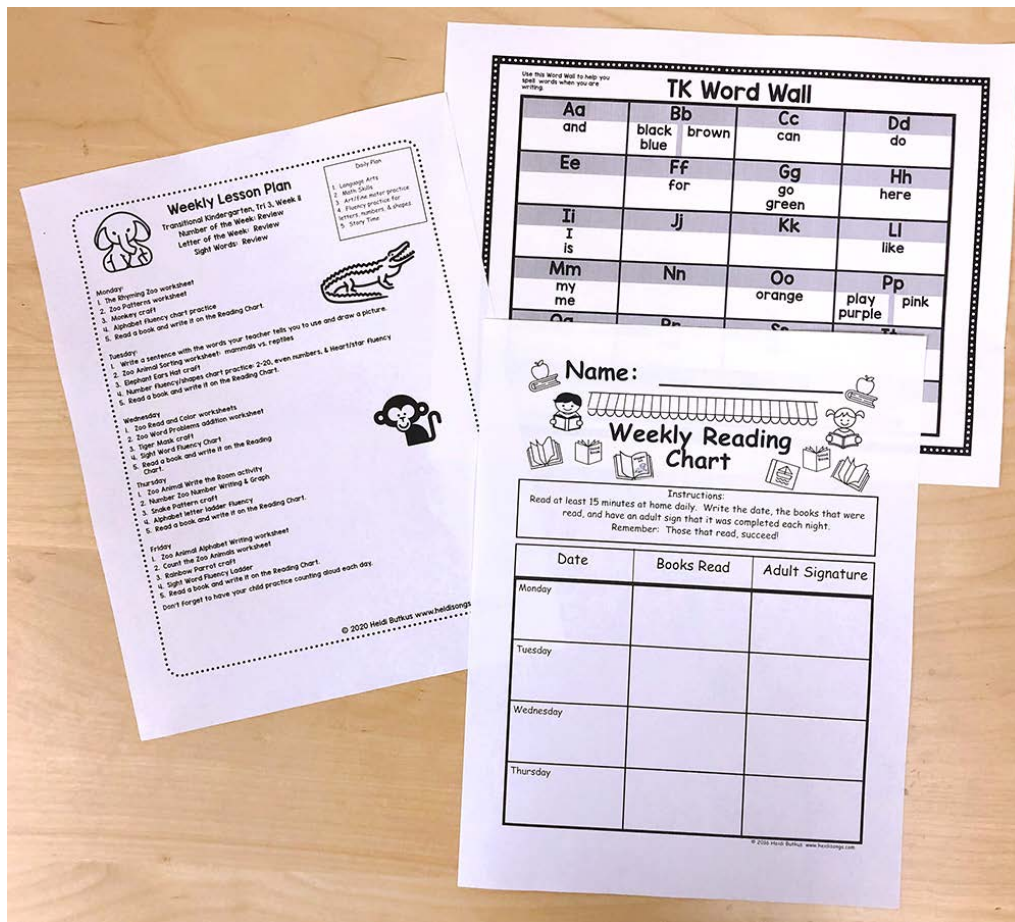 Weekly Lesson Plan
Transitional Kindergarten, Tri 3, Week 8
Number of the Week: Review
Letter of the Week: Review
Sight Words: Review
Daily Plan
1. Language Arts
2. Math Skills
3. Art/Fine motor practice
4. Fluency practice for
letters, numbers, & shapes
5. Story Time
Monday:
1. The Rhyming Zoo worksheet
2. Zoo Patterns worksheet
3. Monkey craft
4. Alphabet fluency chart practice
5. Read a book and write it on the Reading Chart.
Tuesday:
1. Write a sentence with the words your teacher tells you to use and draw a picture.
2. Zoo Animal Sorting worksheet: mammals vs. reptiles
3. Elephant Ears Hat craft
4. Number fluency/shapes chart practice: 2-20, even numbers, & Heart/star fluency
5. Read a book and write it on the Reading Chart.
Wednesday
1. Zoo Read and Color worksheets
2. Zoo Word Problems addition worksheet
3. Tiger Mask craft
4. Sight Word Fluency Chart
5. Read a book and write it on the Reading
Chart.
Thursday
1. Zoo Animal Write the Room activity
2. Number Zoo Number Writing & Graph
3. Snake Pattern craft
4. Alphabet letter ladder fluency
5. Read a book and write it on the Reading Chart.
Friday
1. Zoo Animal Alphabet Writing worksheet
2. Count the Zoo Animals worksheet
3. Rainbow Parrot craft
4. Sight Word Fluency Ladder
5. Read a book and write it on the Reading Chart.
Don't Forget to have your child practice counting aloud each day.
© 2020 Heidi Butkus www.heidisongs
Use this Word Wall to help you
spell words when you are
writing.
TK Word Wall
Aa Bb Cc Dd
and black brown can do
blue
Ee Ff Gg Hh
for go here
green
Ii Jj Kk Ll
I like
is
Mm Nn Oo Pp
my orange play pink
me purple
Name:
Weekly Reading
Chart
Instructions:
Read at least 15 minutes at home daily. Write the date, the books that were
read, and have an adult sign that it was completed each night.
Remember: Those that read, succeed!
Date Books Read Adult Signature
Monday
Tuesday
Wednesday
Thursday
© 2016 Heidi Butkus www.heidisongs.com